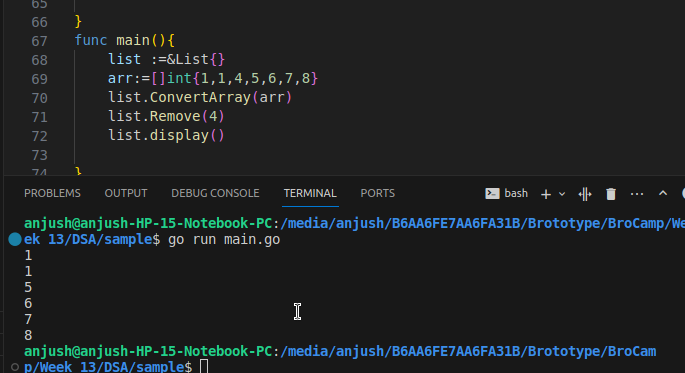 65
66 }
67 func main(){
68 list :=&List{}
69 arr:=[]int{1,1,4,5,6,7,8}
70 list.ConvertArray(arr)
71 list.Remove(4)
72 list.display()
73
74 }
PROBLEMS OUTPUT DEBUG CONSOLE TERMINAL PORTS bash
anjush@anjush-HP-15-Notebook-PC:/media/anjush/B6AA6FE7AA6FA31B/Brototype/BroCamp/We
ek 13/DSA/sample$ go run main.go
1
1
5
6
7
8
anjush@anjush-HP-15-Notebook-PC:/media/anjush/B6AA6FE7AA6FA31B/Brototype/BroCam
p/Week 13/DSA/sample$